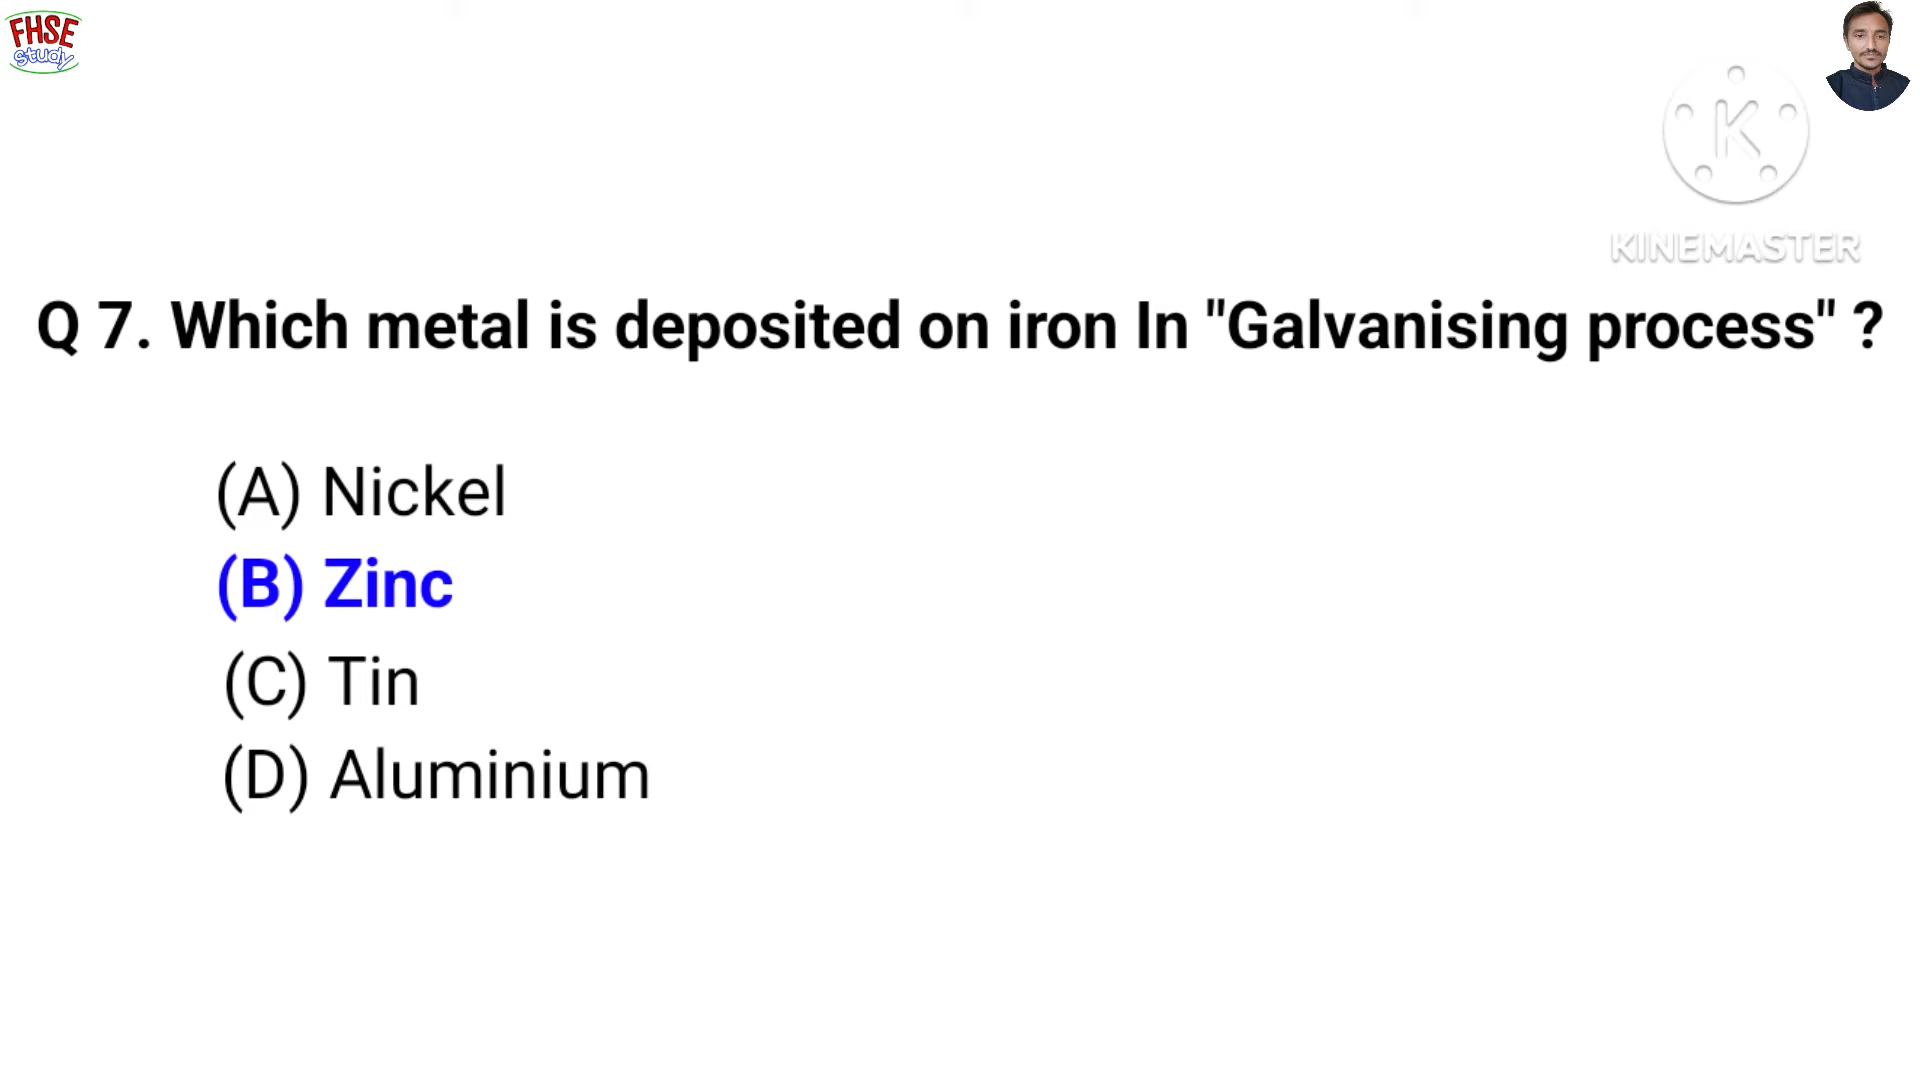 FHSE
Study
K
KINEMASTER
Q 7. Which metal is deposited on iron In "Galvanising process" ?
(A) Nickel
(B) Zinc
(C) Tin
(D) Aluminium